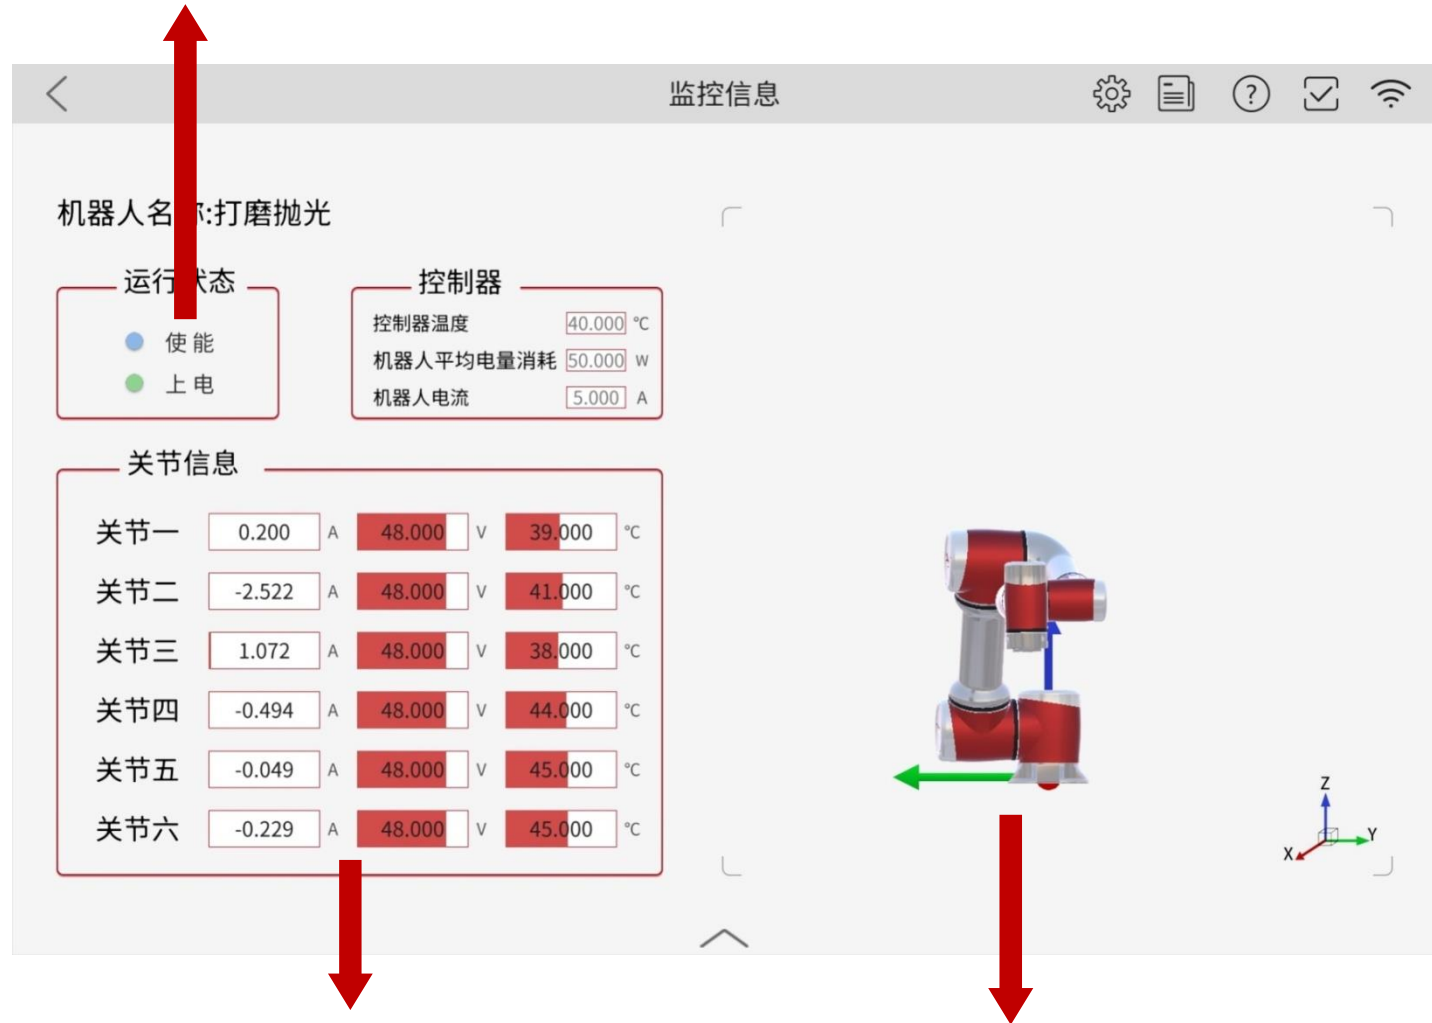 监控信息
机器人名称:打磨抛光
运行状态
使能
上电
控制器
控制器温度 40.000 °C
机器人平均电量消耗 50.000 W
机器人电流 5.000 A
关节信息
关节一 0.200 A 48.000 V 39.000 °C
关节二 -2.522 A 48.000 V 41.000 °C
关节三 1.072 A 48.000 V 38.000 °C
关节四 -0.494 A 48.000 V 44.000 °C
关节五 -0.049 A 48.000 V 45.000 °C
关节六 -0.229 A 48.000 V 45.000 °C
Z
Y
X